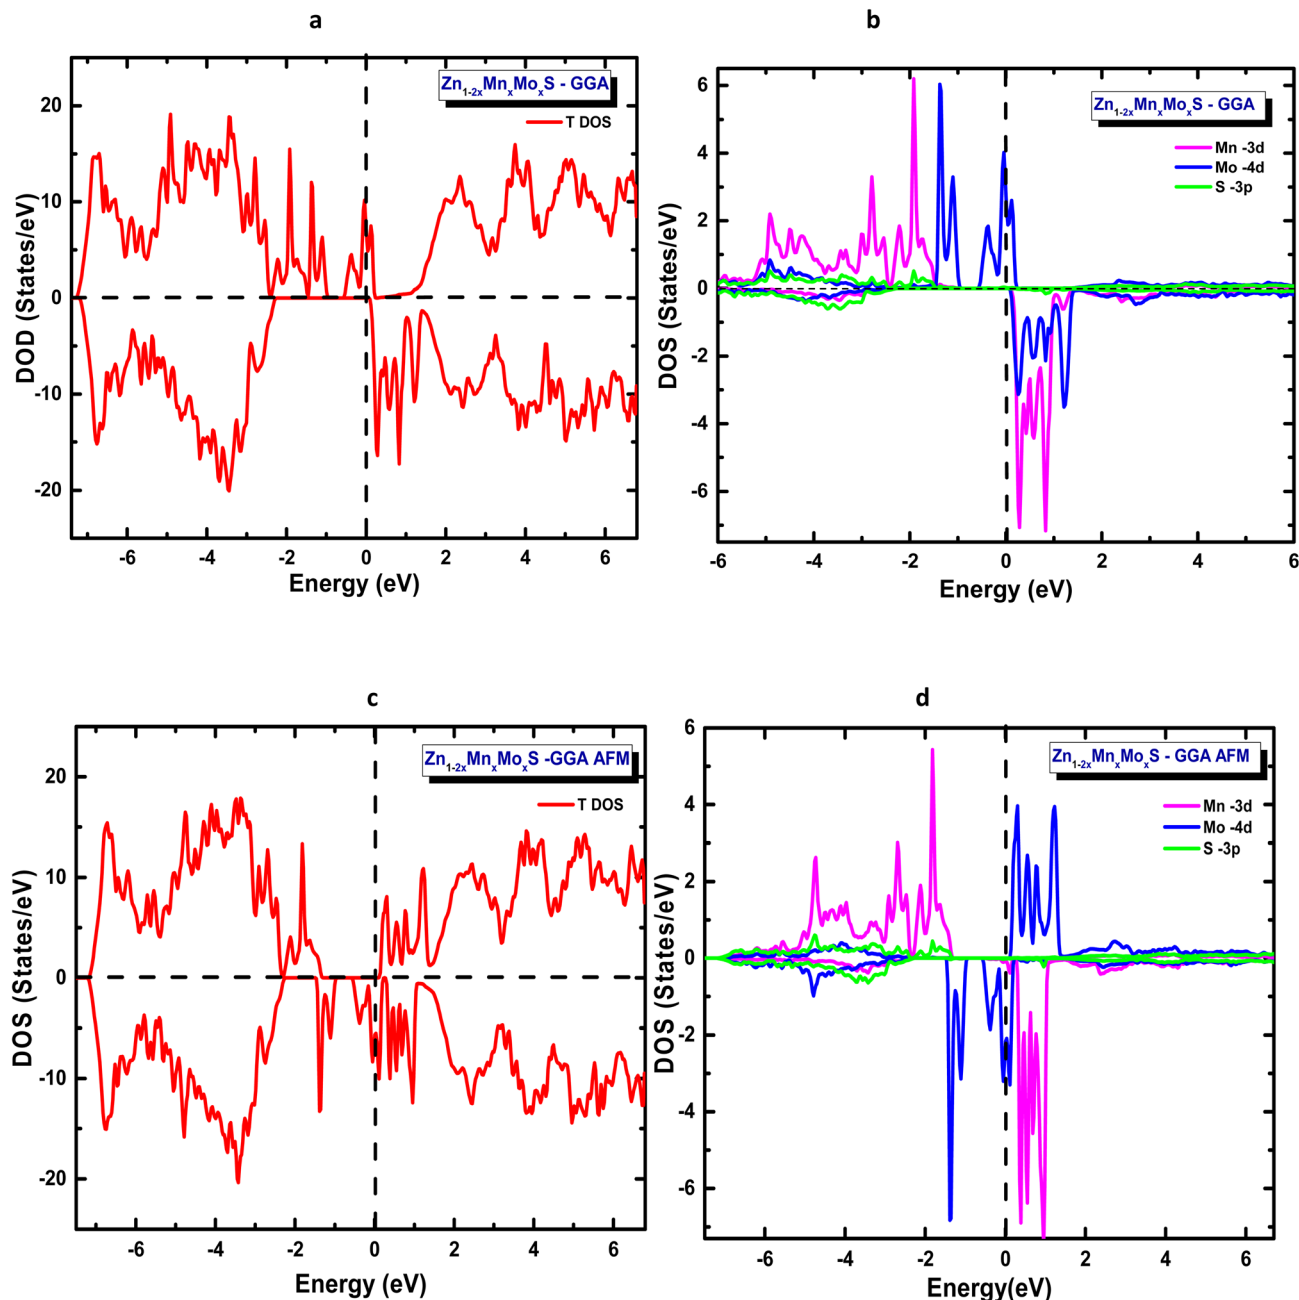 a
Zn1-2xMnxMoxS - GGA
T DOS
20
10
0
-10
-20
DOD (States/eV)
-6 -4 -2 0 2 4 6
Energy (eV)
b
Zn1-2xMnxMoxS - GGA
Mn -3d
Mo -4d
S -3p
6
4
2
0
-2
-4
-6
DOS (States/eV)
-6 -4 -2 0 2 4 6
Energy (eV)
c
Zn1-2xMnxMoxS -GGA AFM
T DOS
20
10
0
-10
-20
DOS (States/eV)
-6 -4 -2 0 2 4 6
Energy (eV)
d
Zn1-2xMnxMoxS - GGA AFM
Mn -3d
Mo -4d
S -3p
6
4
2
0
-2
-4
-6
DOS (States/eV)
-6 -4 -2 0 2 4 6
Energy(eV)